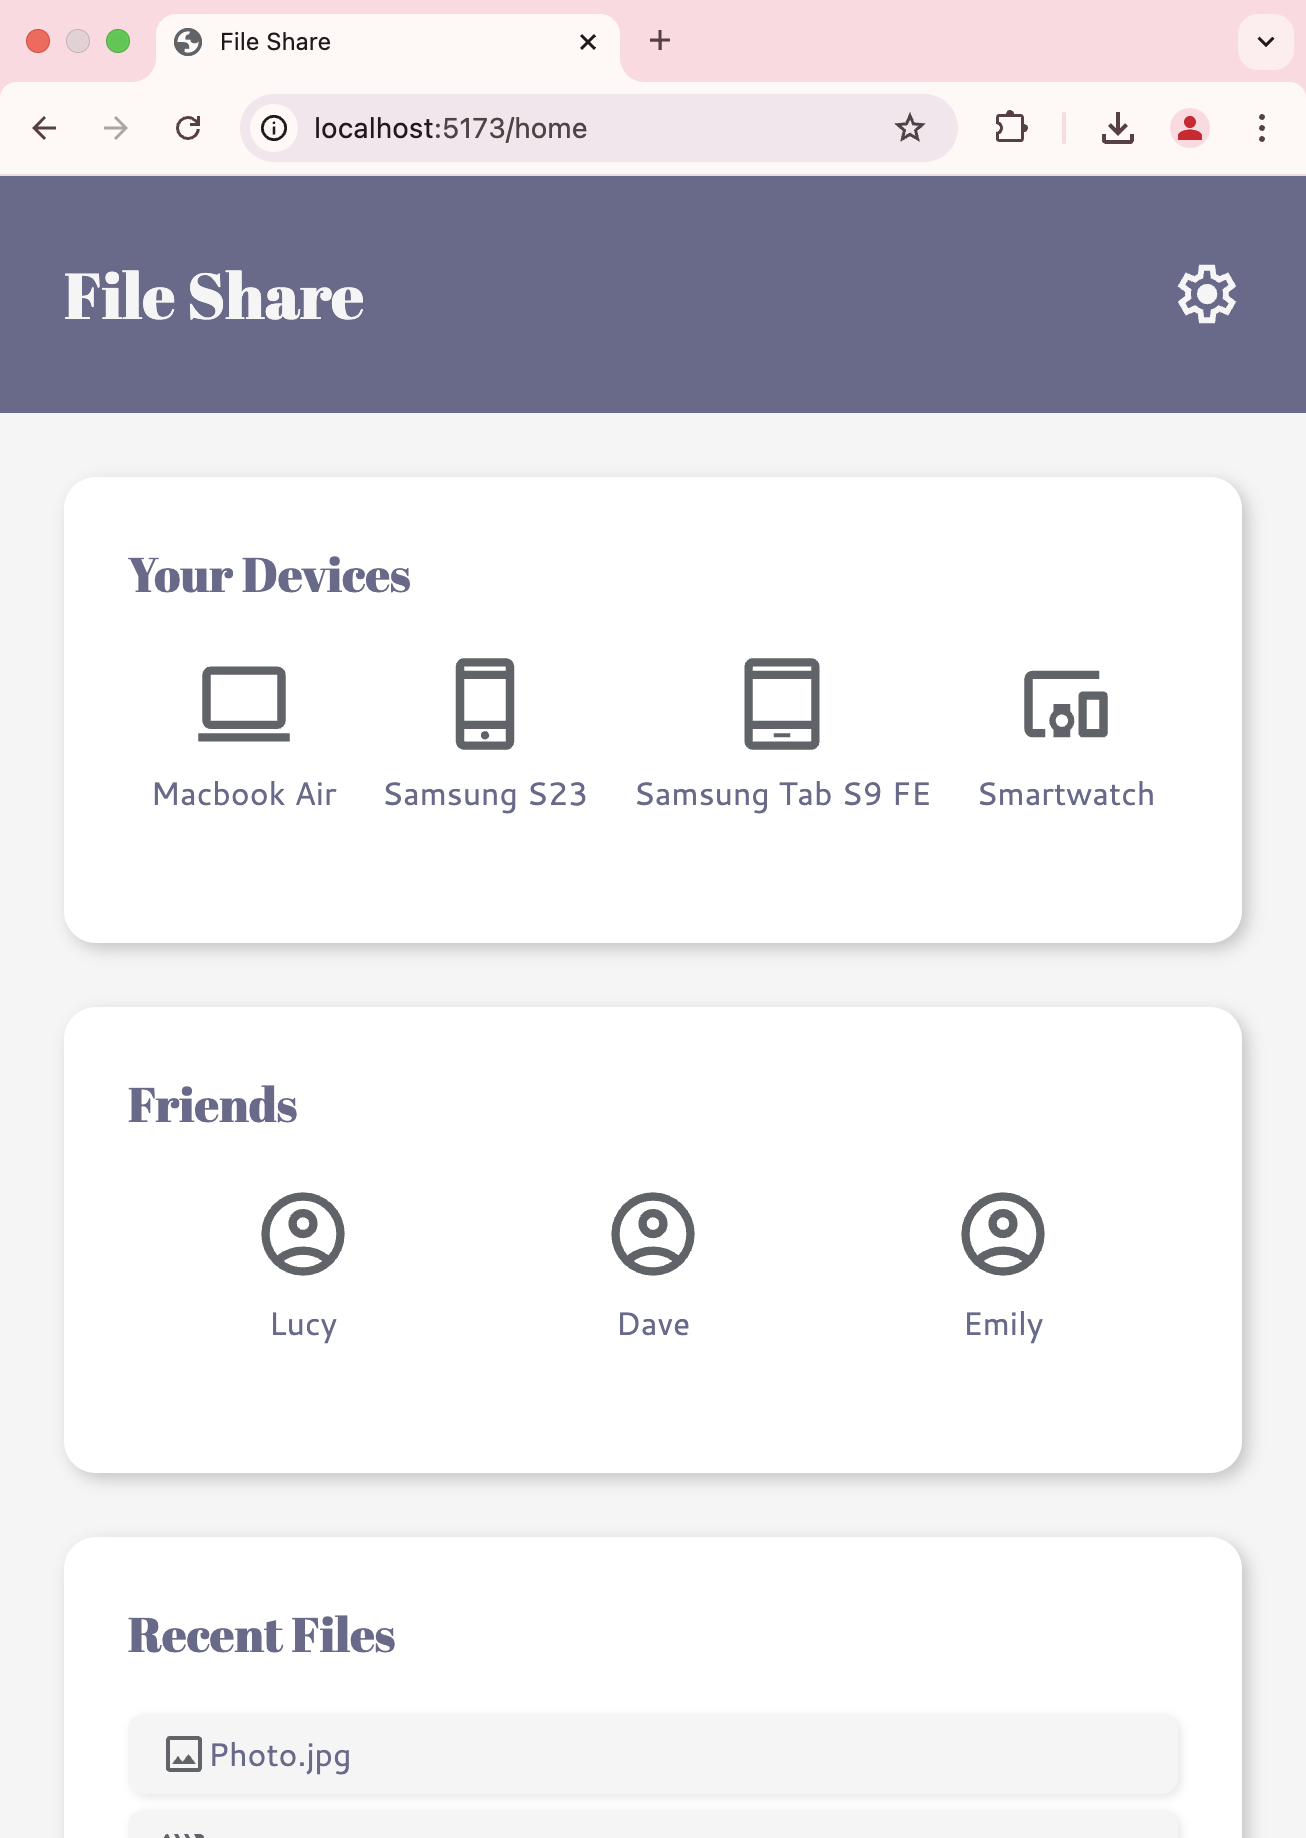 File Share
localhost:5173/home
File Share
Your Devices
Macbook Air
Samsung S23
Samsung Tab S9 FE
Smartwatch
Friends
Lucy
Dave
Emily
Recent Files
Photo.jpg